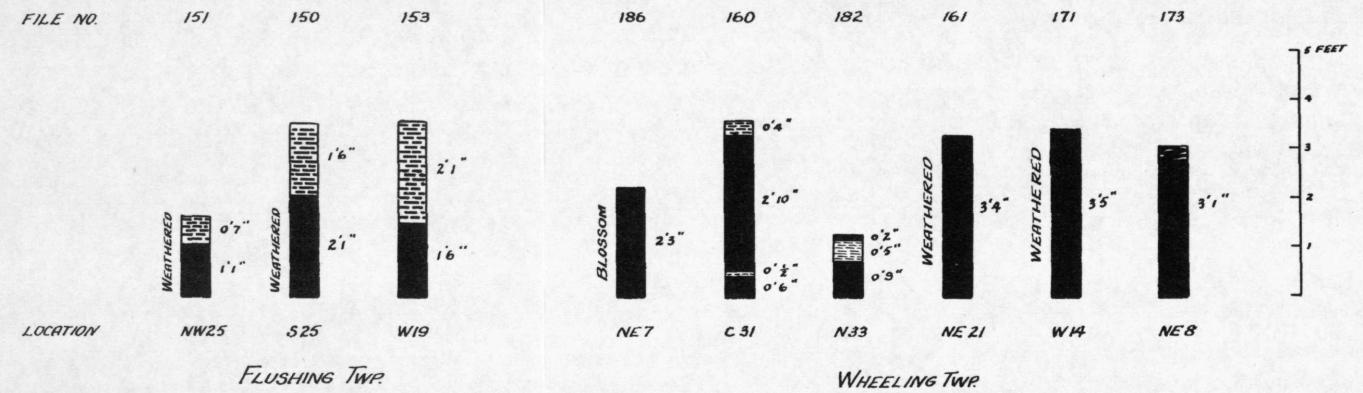 FILE NO. 151 150 153 186 160 182 161 171 173
5 FEET
4
3
2
1
WEATHERED
0'7"
1'1"
WEATHERED
1'6"
2'1"
2'1"
1'6"
BLOSSOM
2'3"
0'4"
2'10"
0'½"
0'6"
0'2"
0'5"
0'9"
WEATHERED
3'4"
WEATHERED
3'5"
3'1"
LOCATION NW25 S25 W19 NE7 C31 N33 NE21 W14 NE8
FLUSHING TWP. WHEELING TWP.